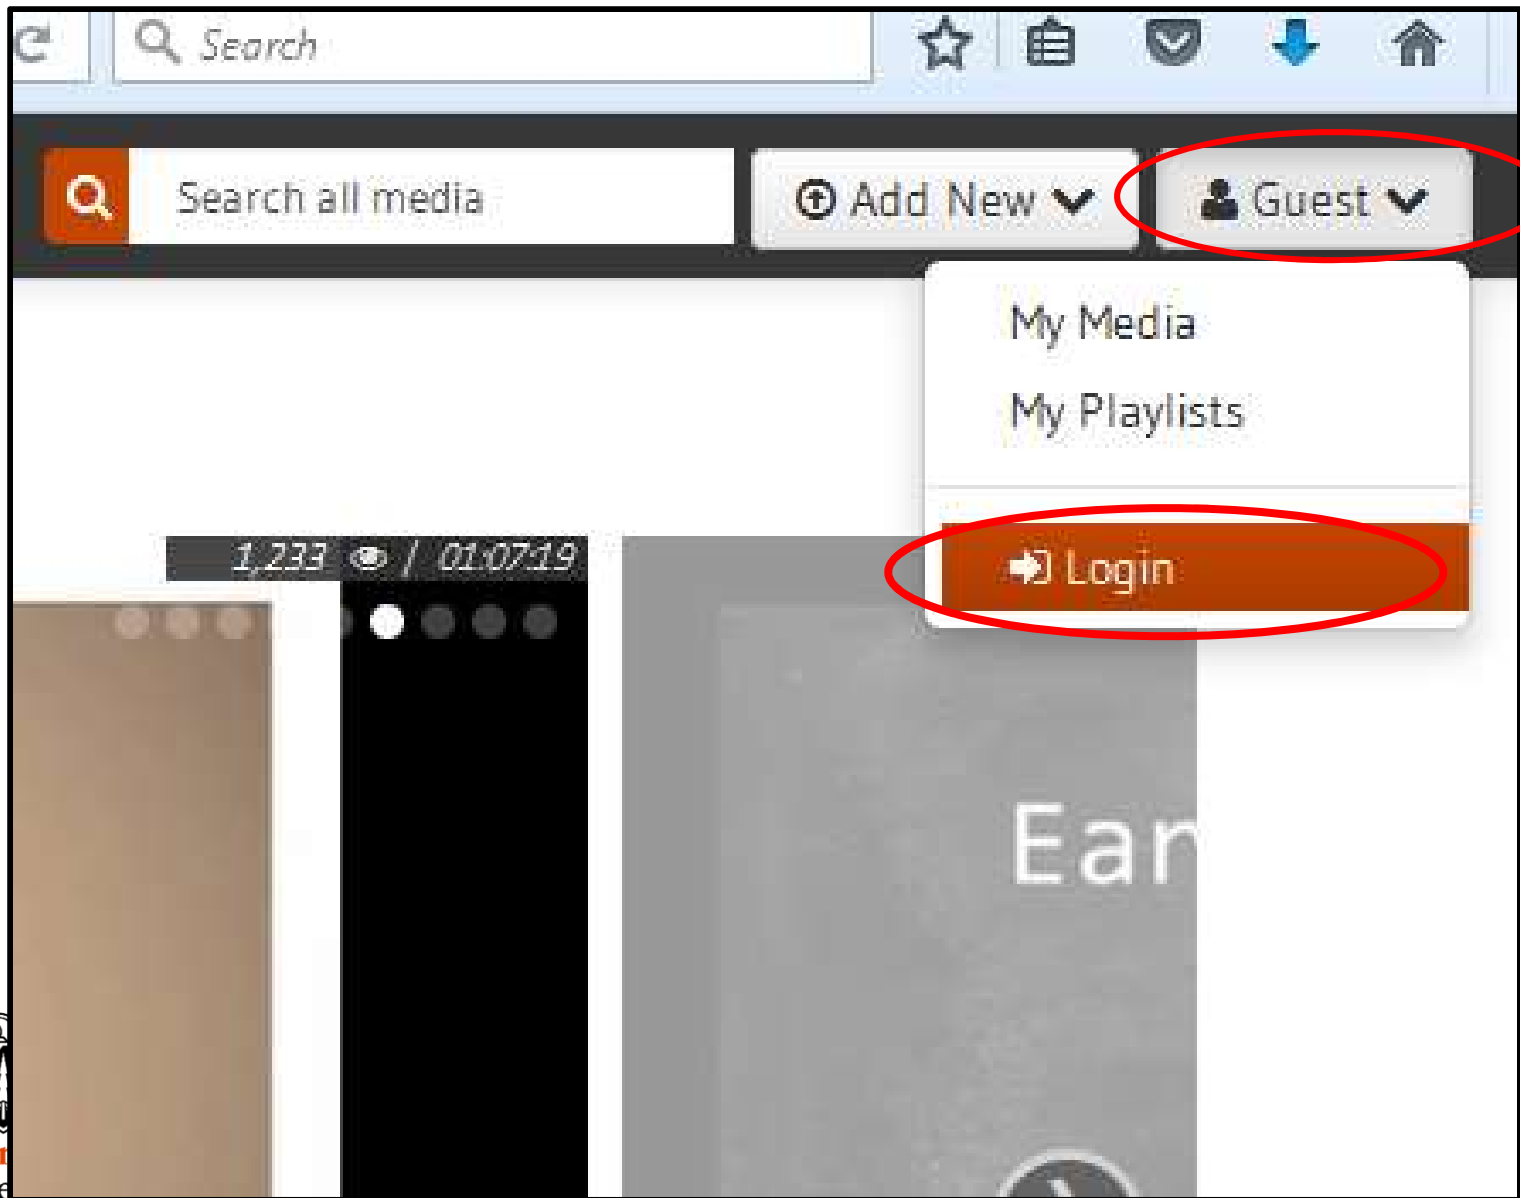 Search
Search all media
Add New
Guest
My Media
My Playlists
Login
1,233 | 01:07:19
Ear